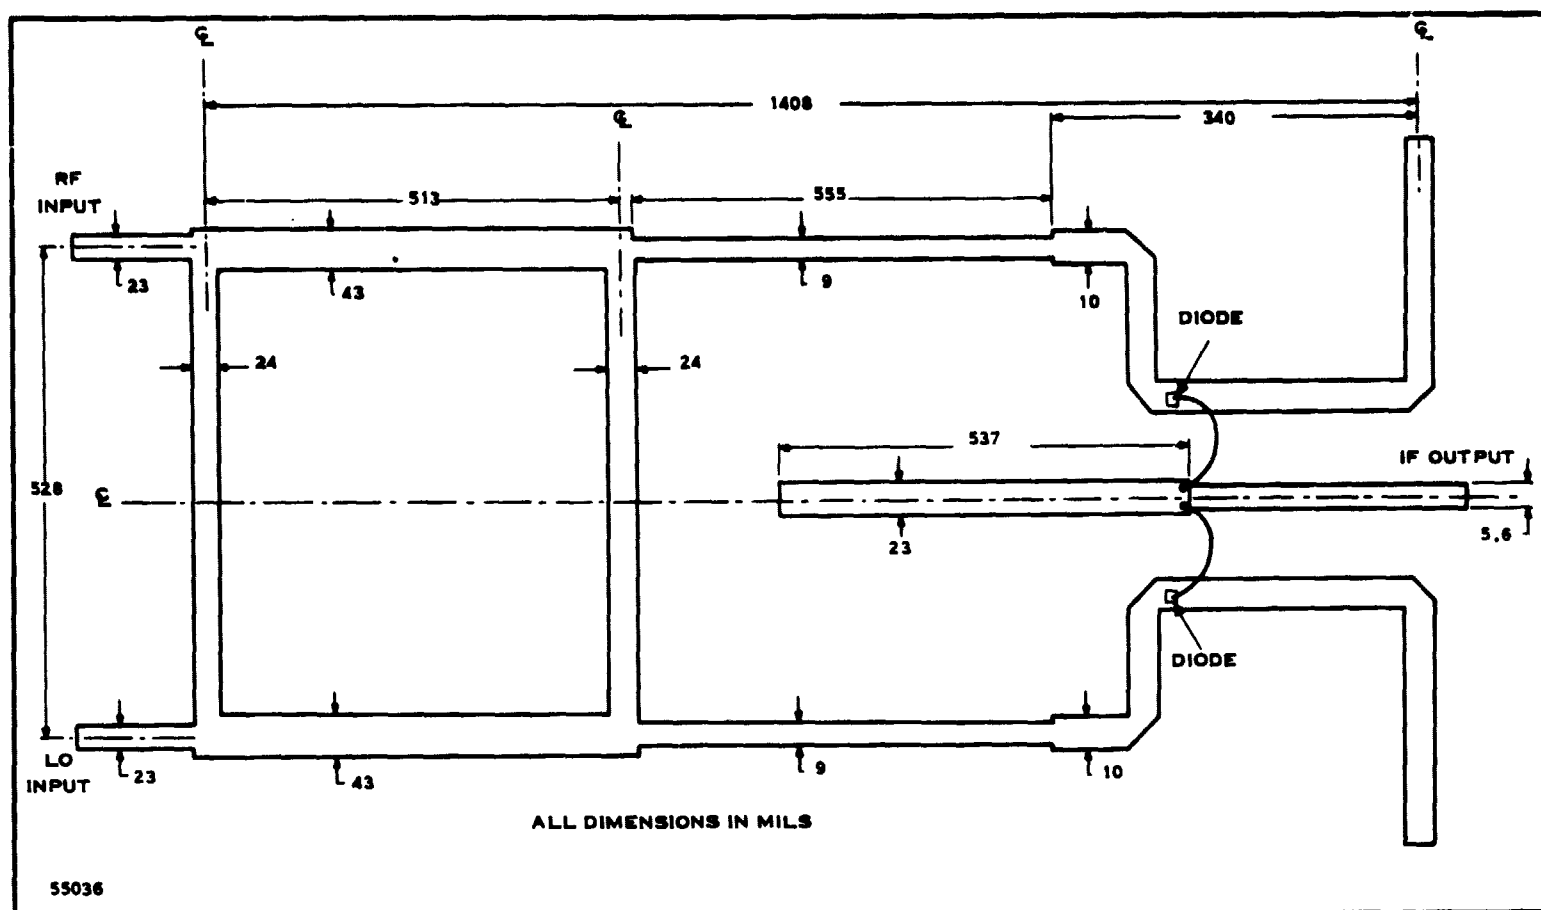 ℄
℄
1408
℄
340
RF
INPUT
513
555
23
43
9
10
DIODE
24
24
537
IF OUTPUT
528
℄
23
5.6
DIODE
LO
INPUT
23
43
9
10
ALL DIMENSIONS IN MILS
55036